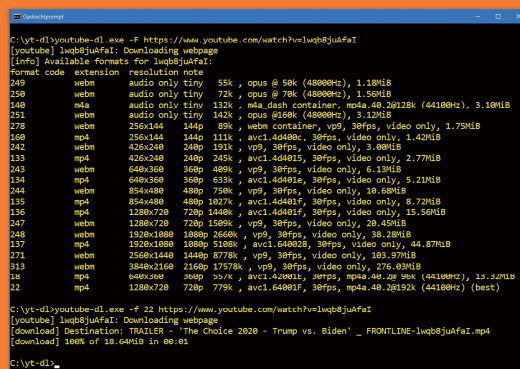 Opdrachtprompt
C:\yt-dl>youtube-dl.exe -F https://www.youtube.com/watch?v=lwqb8juAfaI
[youtube] lwqb8juAfaI: Downloading webpage
[info] Available formats for lwqb8juAfaI:
format code extension resolution note
249 webm audio only tiny 55k , opus @ 50k (48000Hz), 1.18MiB
250 webm audio only tiny 72k , opus @ 70k (48000Hz), 1.56MiB
140 m4a audio only tiny 132k , m4a_dash container, mp4a.40.2@128k (44100Hz), 3.10MiB
251 webm audio only tiny 142k , opus @160k (48000Hz), 3.12MiB
278 webm 256x144 144p 89k , webm container, vp9, 30fps, video only, 1.75MiB
160 mp4 256x144 144p 111k , avc1.4d400c, 30fps, video only, 1.42MiB
242 webm 426x240 240p 191k , vp9, 30fps, video only, 3.00MiB
133 mp4 426x240 240p 245k , avc1.4d4015, 30fps, video only, 2.77MiB
243 webm 640x360 360p 409k , vp9, 30fps, video only, 6.13MiB
134 mp4 640x360 360p 633k , avc1.4d401e, 30fps, video only, 5.21MiB
244 webm 854x480 480p 750k , vp9, 30fps, video only, 10.68MiB
135 mp4 854x480 480p 1027k , avc1.4d401f, 30fps, video only, 8.72MiB
136 mp4 1280x720 720p 1440k , avc1.4d401f, 30fps, video only, 15.56MiB
247 webm 1280x720 720p 1509k , vp9, 30fps, video only, 20.45MiB
248 webm 1920x1080 1080p 2660k , vp9, 30fps, video only, 38.28MiB
137 mp4 1920x1080 1080p 5108k , avc1.640028, 30fps, video only, 44.87MiB
271 webm 2560x1440 1440p 8778k , vp9, 30fps, video only, 103.97MiB
313 webm 3840x2160 2160p 17578k , vp9, 30fps, video only, 276.03MiB
18 mp4 640x360 360p 557k , avc1.42001E, 30fps, mp4a.40.2@ 96k (44100Hz), 13.32MiB
22 mp4 1280x720 720p 779k , avc1.64001F, 30fps, mp4a.40.2@192k (44100Hz) (best)
C:\yt-dl>youtube-dl.exe -f 22 https://www.youtube.com/watch?v=lwqb8juAfaI
[youtube] lwqb8juAfaI: Downloading webpage
[download] Destination: TRAILER - 'The Choice 2020 - Trump vs. Biden' _ FRONTLINE-lwqb8juAfaI.mp4
[download] 100% of 18.64MiB in 00:01
C:\yt-dl>_